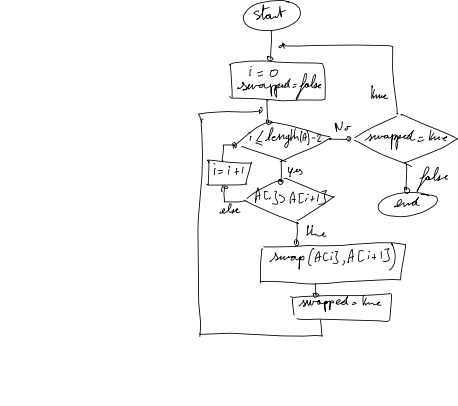 start
i = 0
swapped = false
true
i ≤ length(A)-2
No
swapped = true
yes
i = i+1
A[i] > A[i+1]
else
false
end
true
swap (A[i], A[i+1])
swapped = true